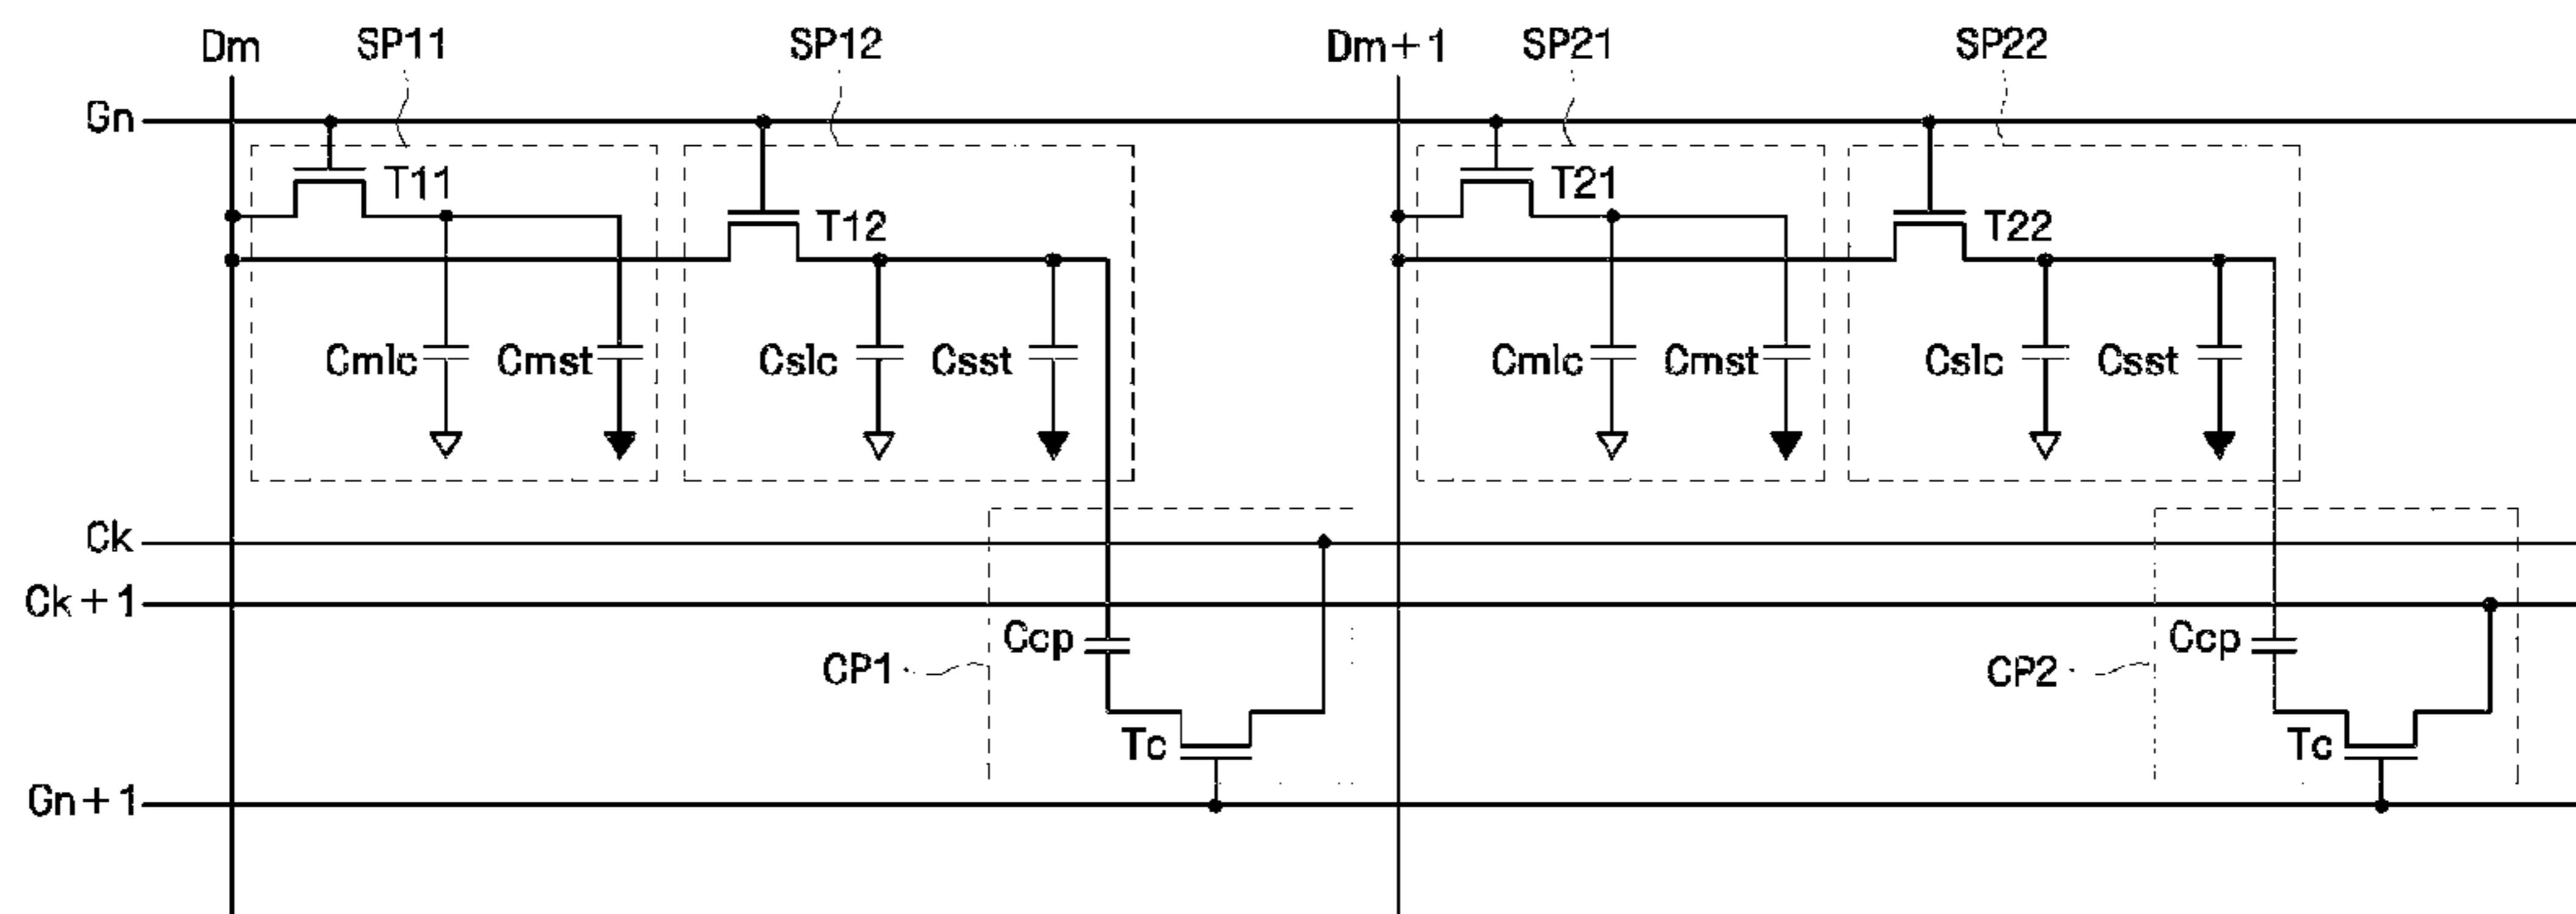 Dm SP11 SP12 Dm+1 SP21 SP22
Gn
T11 T21
T12 T22
Cmlc Cmst Cslc Csst Cmlc Cmst Cslc Csst
Ck
Ck+1
Ccp Ccp
CP1 CP2
Tc Tc
Gn+1